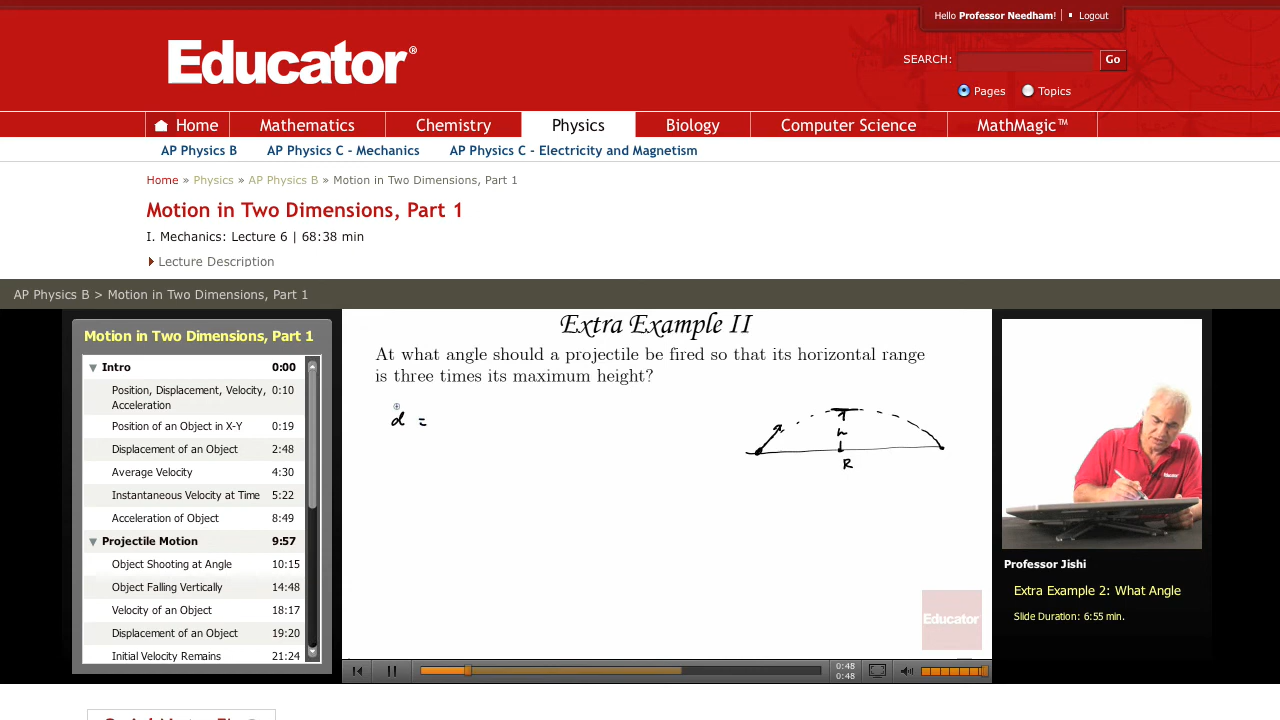 Hello Professor Needham! Logout
Educator®
SEARCH: Go
Pages Topics
Home Mathematics Chemistry Physics Biology Computer Science MathMagic™
AP Physics B AP Physics C - Mechanics AP Physics C - Electricity and Magnetism
Home » Physics » AP Physics B » Motion in Two Dimensions, Part 1
Motion in Two Dimensions, Part 1
I. Mechanics: Lecture 6 | 68:38 min
Lecture Description
AP Physics B > Motion in Two Dimensions, Part 1
Motion in Two Dimensions, Part 1
Intro 0:00
Position, Displacement, Velocity, 0:10
Acceleration
Position of an Object in X-Y 0:19
Displacement of an Object 2:48
Average Velocity 4:30
Instantaneous Velocity at Time 5:22
Acceleration of Object 8:49
Projectile Motion 9:57
Object Shooting at Angle 10:15
Object Falling Vertically 14:48
Velocity of an Object 18:17
Displacement of an Object 19:20
Initial Velocity Remains 21:24
Extra Example II
At what angle should a projectile be fired so that its horizontal range
is three times its maximum height?
d =
h
R
Educator
0:48
0:48
Professor Jishi
Extra Example 2: What Angle
Slide Duration: 6:55 min.